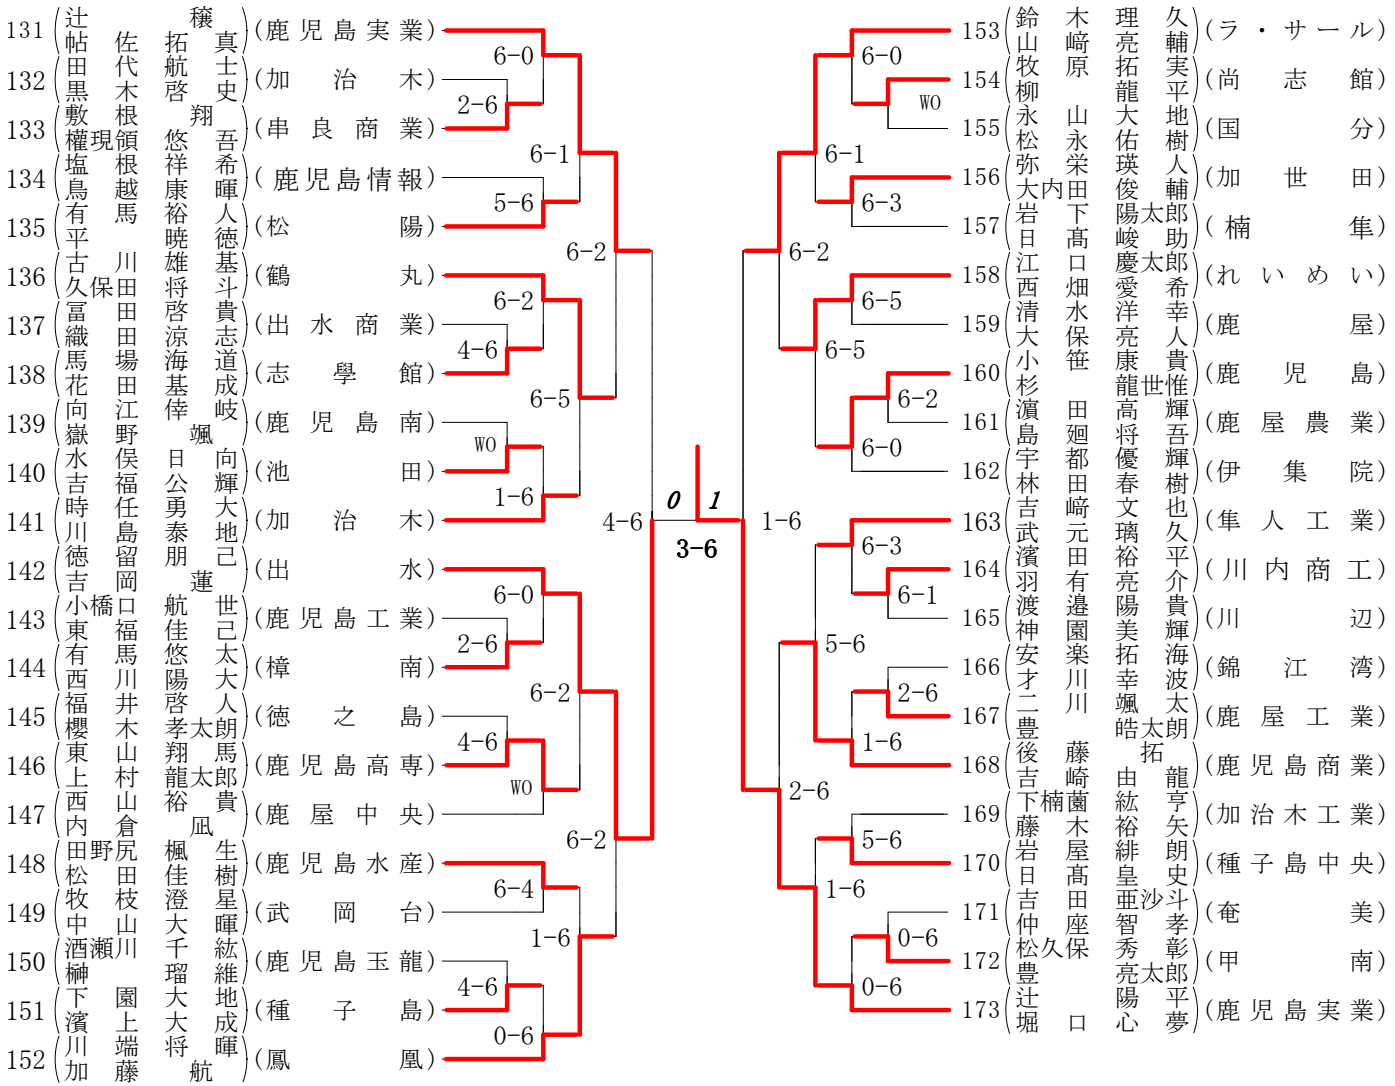 131 辻 穣 帖佐 拓真 (鹿児島実業)
132 田代 航士 黒木 啓史 (加治木)
133 敷根 翔 權現領 悠吾 (串良商業)
134 塩根 祥希 鳥越 康暉 (鹿児島情報)
135 有馬 裕人 平 暁徳 (松陽)
136 古川 雄基 久保田 将斗 (鶴丸)
137 冨田 啓貴 織田 涼志 (出水商業)
138 馬場 海道 花田 基成 (志學館)
139 向江 倖岐 嶽野 颯 (鹿児島南)
140 水俣 日向 吉福 公輝 (池田)
141 時任 勇大 川島 泰地 (加治木)
142 徳留 朋己 吉岡 蓮 (出水)
143 小橋口 航世 東福 佳己 (鹿児島工業)
144 有馬 悠太 西川 陽大 (樟南)
145 福井 啓人 櫻木 孝太朗 (徳之島)
146 東山 翔馬 上村 龍太郎 (鹿児島高専)
147 西山 裕貴 内倉 凪 (鹿屋中央)
148 田野尻 楓生 松田 佳樹 (鹿児島水産)
149 牧枝 澄星 中山 大暉 (武岡台)
150 酒瀬川 千紘 榊 瑠維 (鹿児島玉龍)
151 下園 大地 濱上 大成 (種子島)
152 川端 将暉 加藤 航 (鳳凰)
6-0
2-6
6-1
5-6
6-2
6-2
4-6
6-5
WO
1-6
4-6
6-0
2-6
6-2
4-6
WO
6-2
6-4
1-6
4-6
0-6
0 1
3-6
153 鈴木 理久 山﨑 亮輔 (ラ・サール)
154 牧原 拓実 柳 龍平 (尚志館)
155 永山 大地 松永 佑樹 (国分)
156 弥栄 瑛人 大内田 俊輔 (加世田)
157 岩下 陽太郎 日髙 峻助 (楠隼)
158 江口 慶太郎 西畑 愛希 (れいめい)
159 清水 洋幸 大保 亮人 (鹿屋)
160 小笹 康貴 杉 龍世惟 (鹿児島)
161 濵田 高輝 島廻 将吾 (鹿屋農業)
162 宇都 優輝 林田 春樹 (伊集院)
163 吉﨑 文也 武元 璃久 (隼人工業)
164 濱田 裕平 羽有 亮介 (川内商工)
165 渡邉 陽貴 神園 美輝 (川辺)
166 安楽 拓海 才川 幸波 (錦江湾)
167 二川 颯太 豊 皓太朗 (鹿屋工業)
168 後藤 拓 吉崎 由龍 (鹿児島商業)
169 下楠薗 紘亨 藤木 裕矢 (加治木工業)
170 岩屋 緋朗 日髙 皇史 (種子島中央)
171 吉田 亜沙斗 仲座 智孝 (奄美)
172 松久保 秀彰 豊 亮太郎 (甲南)
173 辻 陽平 堀口 心夢 (鹿児島実業)
6-0
WO
6-1
6-3
6-2
6-5
6-5
6-2
6-0
1-6
6-3
6-1
5-6
2-6
1-6
2-6
5-6
1-6
0-6
0-6